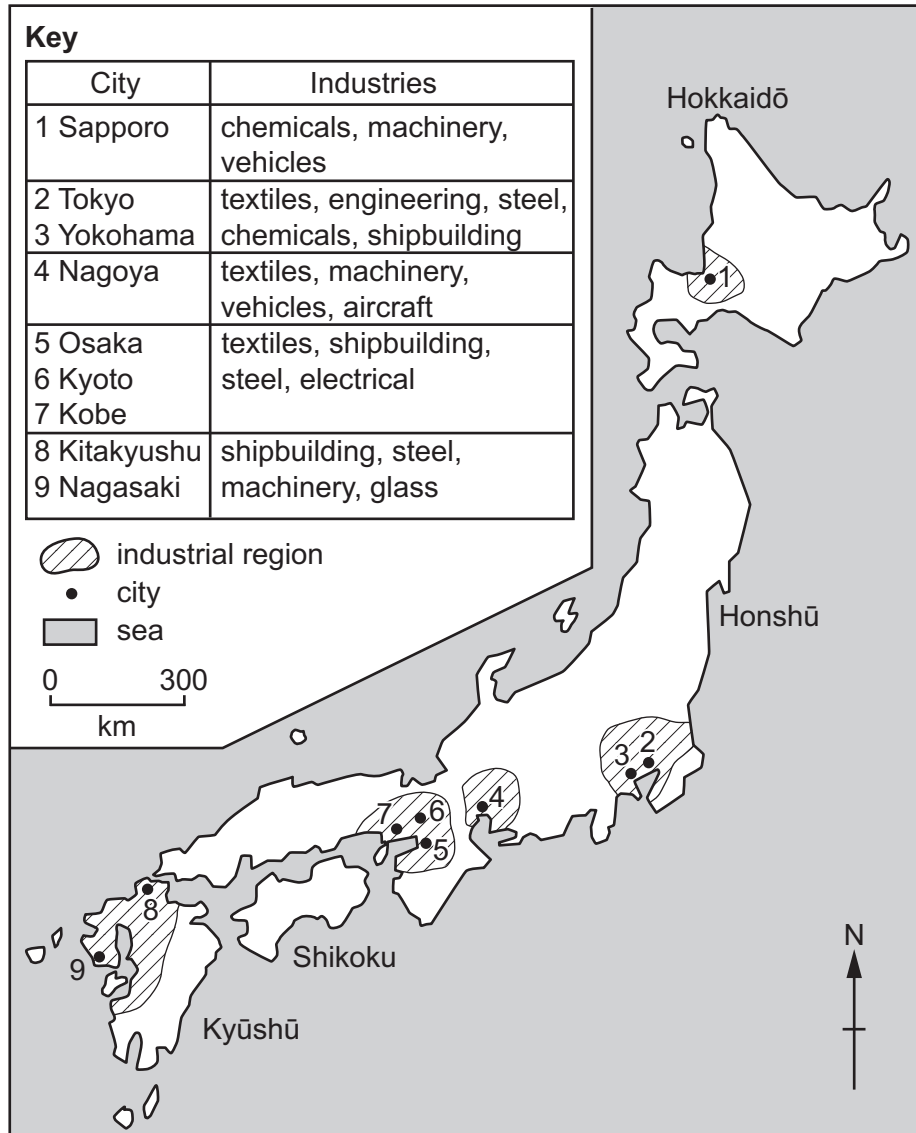 Key
City Industries
1 Sapporo chemicals, machinery,
vehicles
2 Tokyo textiles, engineering, steel,
3 Yokohama chemicals, shipbuilding
4 Nagoya textiles, machinery,
vehicles, aircraft
5 Osaka textiles, shipbuilding,
6 Kyoto steel, electrical
7 Kobe
8 Kitakyushu shipbuilding, steel,
9 Nagasaki machinery, glass
industrial region
city
sea
0 300
km
Hokkaidō
1
Honshū
2
3
4
7 6
5
8
9
Shikoku
Kyūshū
N